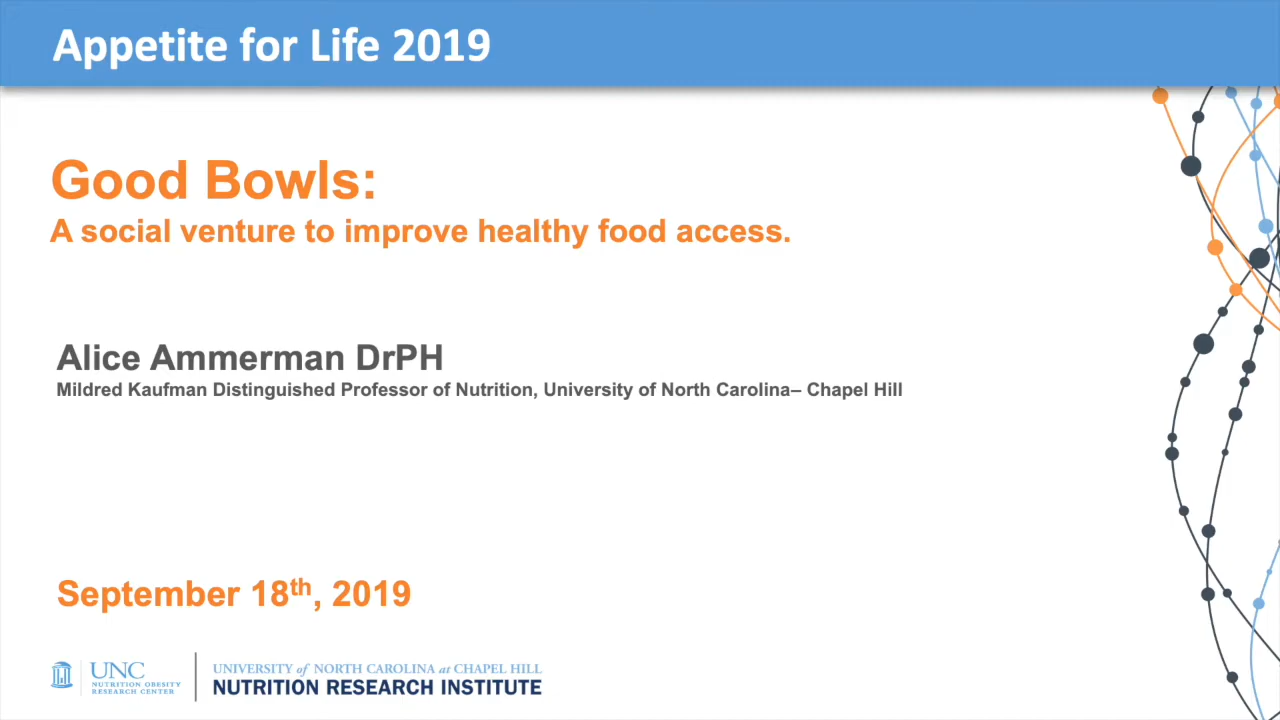 Appetite for Life 2019
Good Bowls:
A social venture to improve healthy food access.
Alice Ammerman DrPH
Mildred Kaufman Distinguished Professor of Nutrition, University of North Carolina– Chapel Hill
September 18th, 2019
UNC
NUTRITION OBESITY
RESEARCH CENTER
UNIVERSITY of NORTH CAROLINA at CHAPEL HILL
NUTRITION RESEARCH INSTITUTE